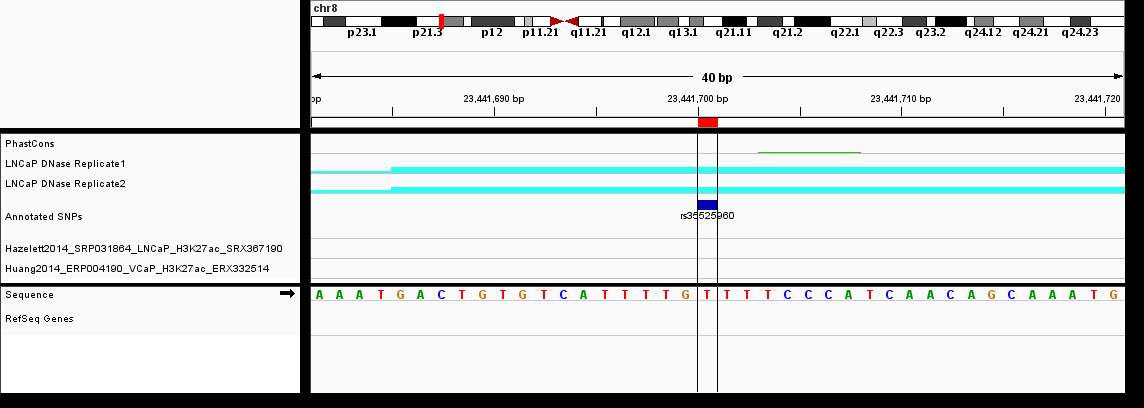 chr8
p23.1 p21.3 p12 p11.21 q11.21 q12.1 q13.1 q21.11 q21.2 q22.1 q22.3 q23.2 q24.12 q24.21 q24.23
40 bp
bp 23,441,690 bp 23,441,700 bp 23,441,710 bp 23,441,720
PhastCons
LNCaP DNase Replicate1
LNCaP DNase Replicate2
Annotated SNPs
rs35525960
Hazelett2014_SRP031864_LNCaP_H3K27ac_SRX367190
Huang2014_ERP004190_VCaP_H3K27ac_ERX332514
Sequence A A A T G A C T G T G T C A T T T T G T T T T C C C A T C A A C A G C A A A T G
RefSeq Genes